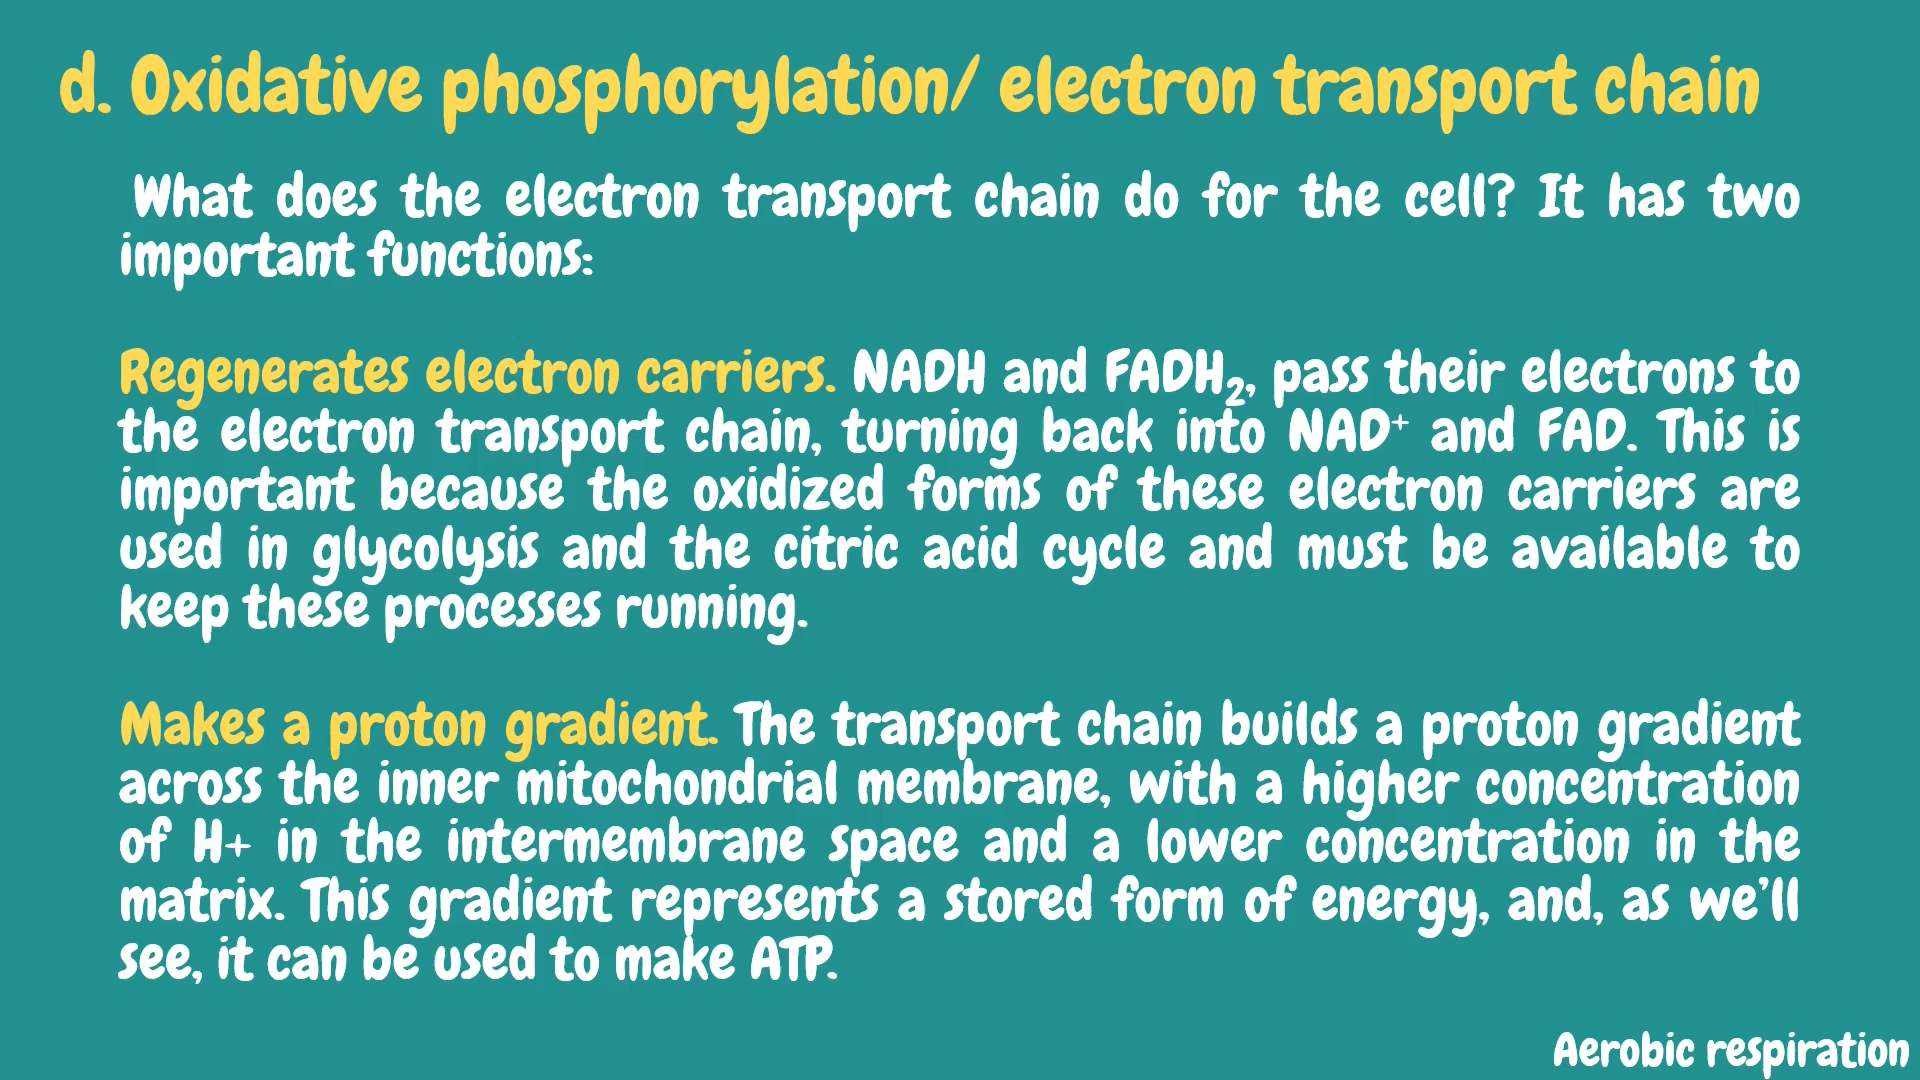 d. Oxidative phosphorylation/ electron transport chain
What does the electron transport chain do for the cell? It has two
important functions:
Regenerates electron carriers. NADH and FADH₂, pass their electrons to
the electron transport chain, turning back into NAD⁺ and FAD. This is
important because the oxidized forms of these electron carriers are
used in glycolysis and the citric acid cycle and must be available to
keep these processes running.
Makes a proton gradient. The transport chain builds a proton gradient
across the inner mitochondrial membrane, with a higher concentration
of H+ in the intermembrane space and a lower concentration in the
matrix. This gradient represents a stored form of energy, and, as we’ll
see, it can be used to make ATP.
Aerobic respiration